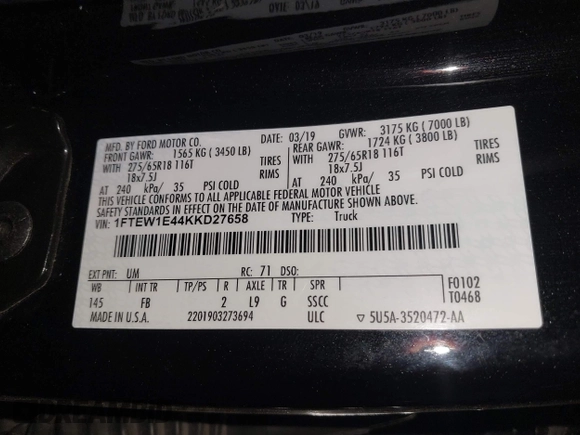 MFD. BY FORD MOTOR CO. DATE: 03/19 GVWR: 3175 KG ( 7000 LB)
FRONT GAWR: 1565 KG ( 3450 LB) REAR GAWR: 1724 KG ( 3800 LB)
WITH 275/65R18 116T TIRES WITH 275/65R18 116T TIRES
18x7.5J RIMS 18x7.5J RIMS
AT 240 kPa/ 35 PSI COLD AT 240 kPa/ 35 PSI COLD
THIS VEHICLE CONFORMS TO ALL APPLICABLE FEDERAL MOTOR VEHICLE
SAFETY STANDARDS IN EFFECT ON THE DATE OF MANUFACTURE SHOWN ABOVE.
VIN: 1FTEW1E44KKD27658 TYPE: Truck
EXT PNT: UM RC: 71 DSO: F0102
WB INT TR TP/PS R AXLE TR SPR T0468
145 FB 2 L9 G SSCC
MADE IN U.S.A. 2201903273694 ULC ▽ 5U5A-3520472-AA